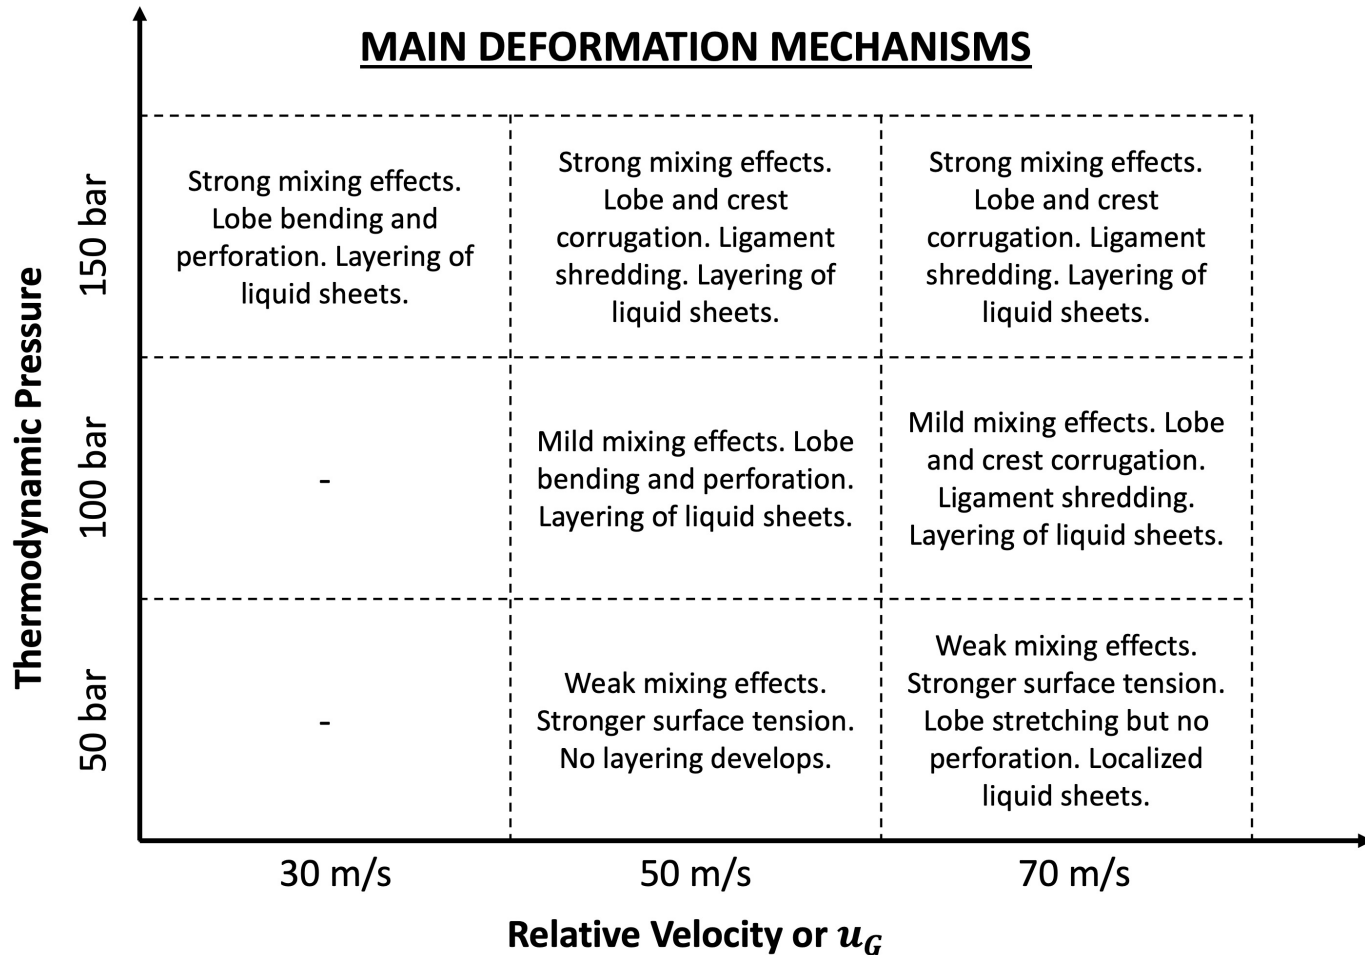 MAIN DEFORMATION MECHANISMS
Thermodynamic Pressure
150 bar
Strong mixing effects.
Lobe bending and
perforation. Layering of
liquid sheets.
Strong mixing effects.
Lobe and crest
corrugation. Ligament
shredding. Layering of
liquid sheets.
Strong mixing effects.
Lobe and crest
corrugation. Ligament
shredding. Layering of
liquid sheets.
100 bar
-
Mild mixing effects. Lobe
bending and perforation.
Layering of liquid sheets.
Mild mixing effects. Lobe
and crest corrugation.
Ligament shredding.
Layering of liquid sheets.
50 bar
-
Weak mixing effects.
Stronger surface tension.
No layering develops.
Weak mixing effects.
Stronger surface tension.
Lobe stretching but no
perforation. Localized
liquid sheets.
30 m/s
50 m/s
70 m/s
Relative Velocity or u_G